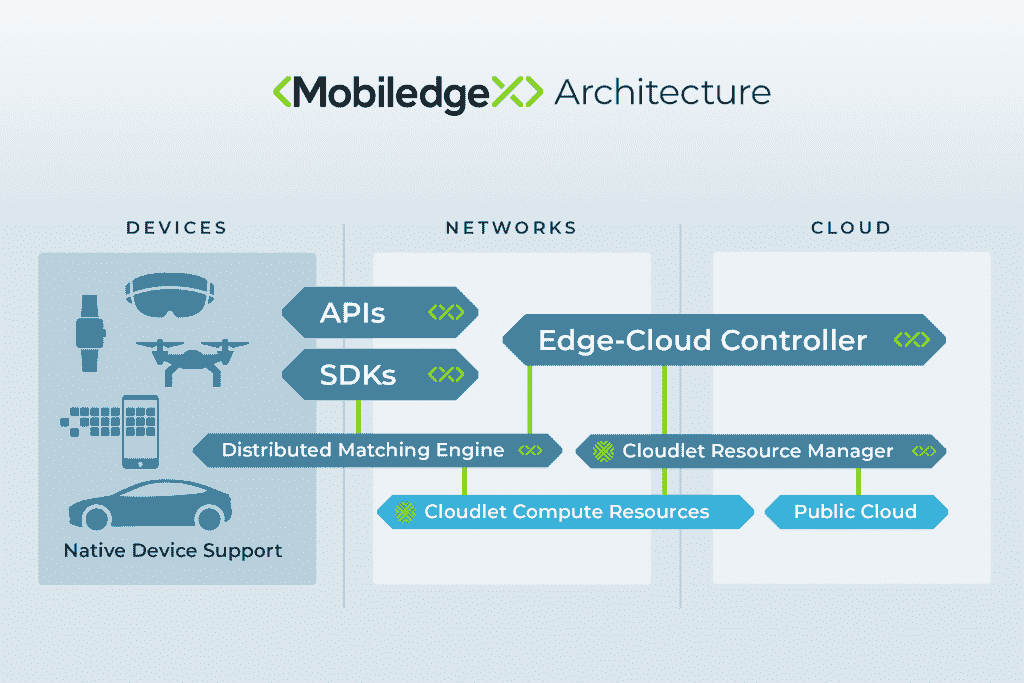 <MobiledgeX> Architecture
DEVICES
NETWORKS
CLOUD
APIs
SDKs
Edge-Cloud Controller
Distributed Matching Engine
Cloudlet Resource Manager
Cloudlet Compute Resources
Public Cloud
Native Device Support